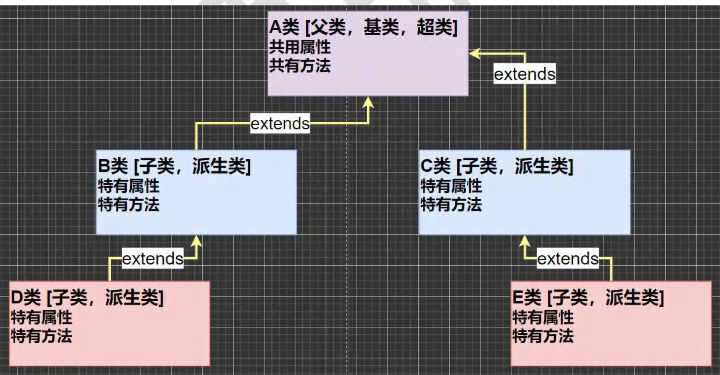 A类 [父类，基类，超类]
共用属性
共有方法
extends
extends
B类 [子类，派生类]
特有属性
特有方法
C类 [子类，派生类]
特有属性
特有方法
extends
extends
D类 [子类，派生类]
特有属性
特有方法
E类 [子类，派生类]
特有属性
特有方法